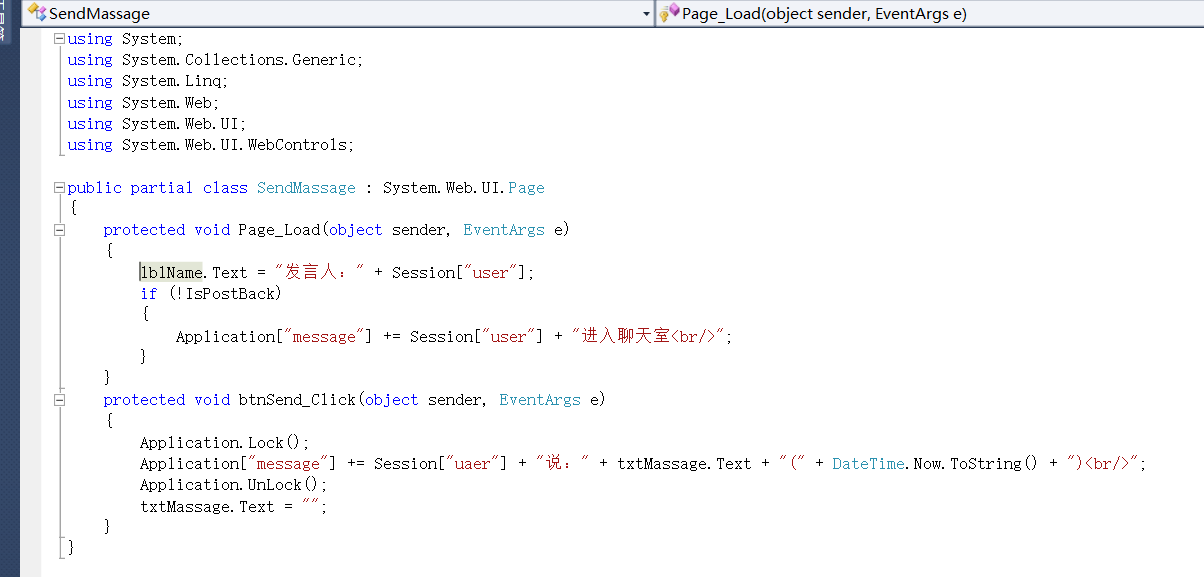 SendMassage
Page_Load(object sender, EventArgs e)
using System;
using System.Collections.Generic;
using System.Linq;
using System.Web;
using System.Web.UI;
using System.Web.UI.WebControls;
public partial class SendMassage : System.Web.UI.Page
{
protected void Page_Load(object sender, EventArgs e)
{
lblName.Text = "发言人：" + Session["user"];
if (!IsPostBack)
{
Application["message"] += Session["user"] + "进入聊天室<br/>";
}
}
protected void btnSend_Click(object sender, EventArgs e)
{
Application.Lock();
Application["message"] += Session["uaer"] + "说：" + txtMassage.Text + "(" + DateTime.Now.ToString() + ")<br/>";
Application.UnLock();
txtMassage.Text = "";
}
}